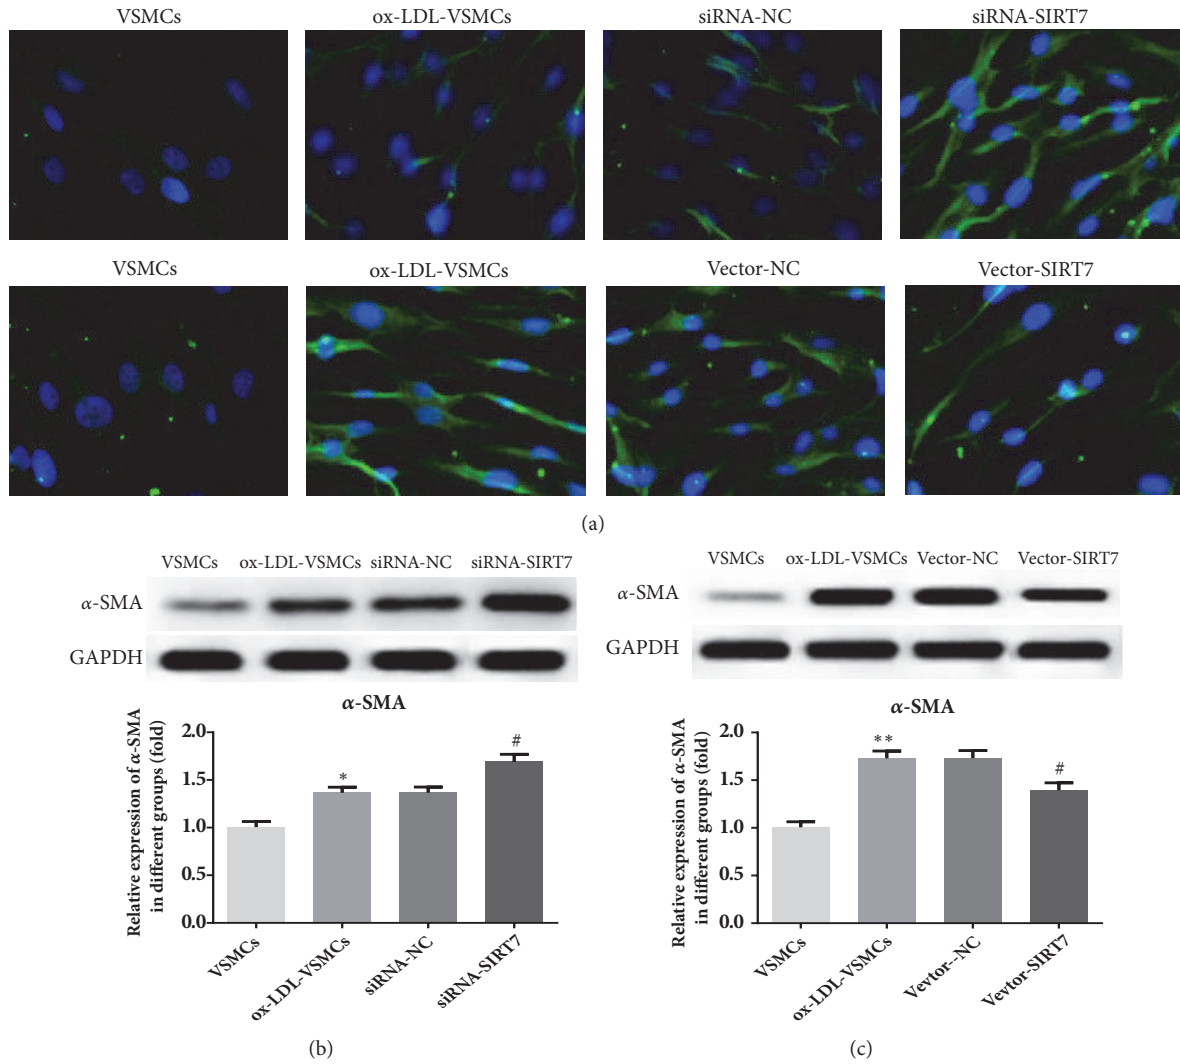 VSMCs ox-LDL-VSMCs siRNA-NC siRNA-SIRT7
VSMCs ox-LDL-VSMCs Vector-NC Vector-SIRT7
(a)
VSMCs ox-LDL-VSMCs siRNA-NC siRNA-SIRT7
α-SMA
GAPDH
α-SMA
Relative expression of α-SMA
in different groups (fold)
2.0
1.5
1.0
0.5
0.0
*
#
VSMCs
ox-LDL-VSMCs
siRNA-NC
siRNA-SIRT7
(b)
VSMCs ox-LDL-VSMCs Vector-NC Vector-SIRT7
α-SMA
GAPDH
α-SMA
Relative expression of α-SMA
in different groups (fold)
2.0
1.5
1.0
0.5
0.0
**
#
VSMCs
ox-LDL-VSMCs
Vevtor--NC
Vevtor-SIRT7
(c)